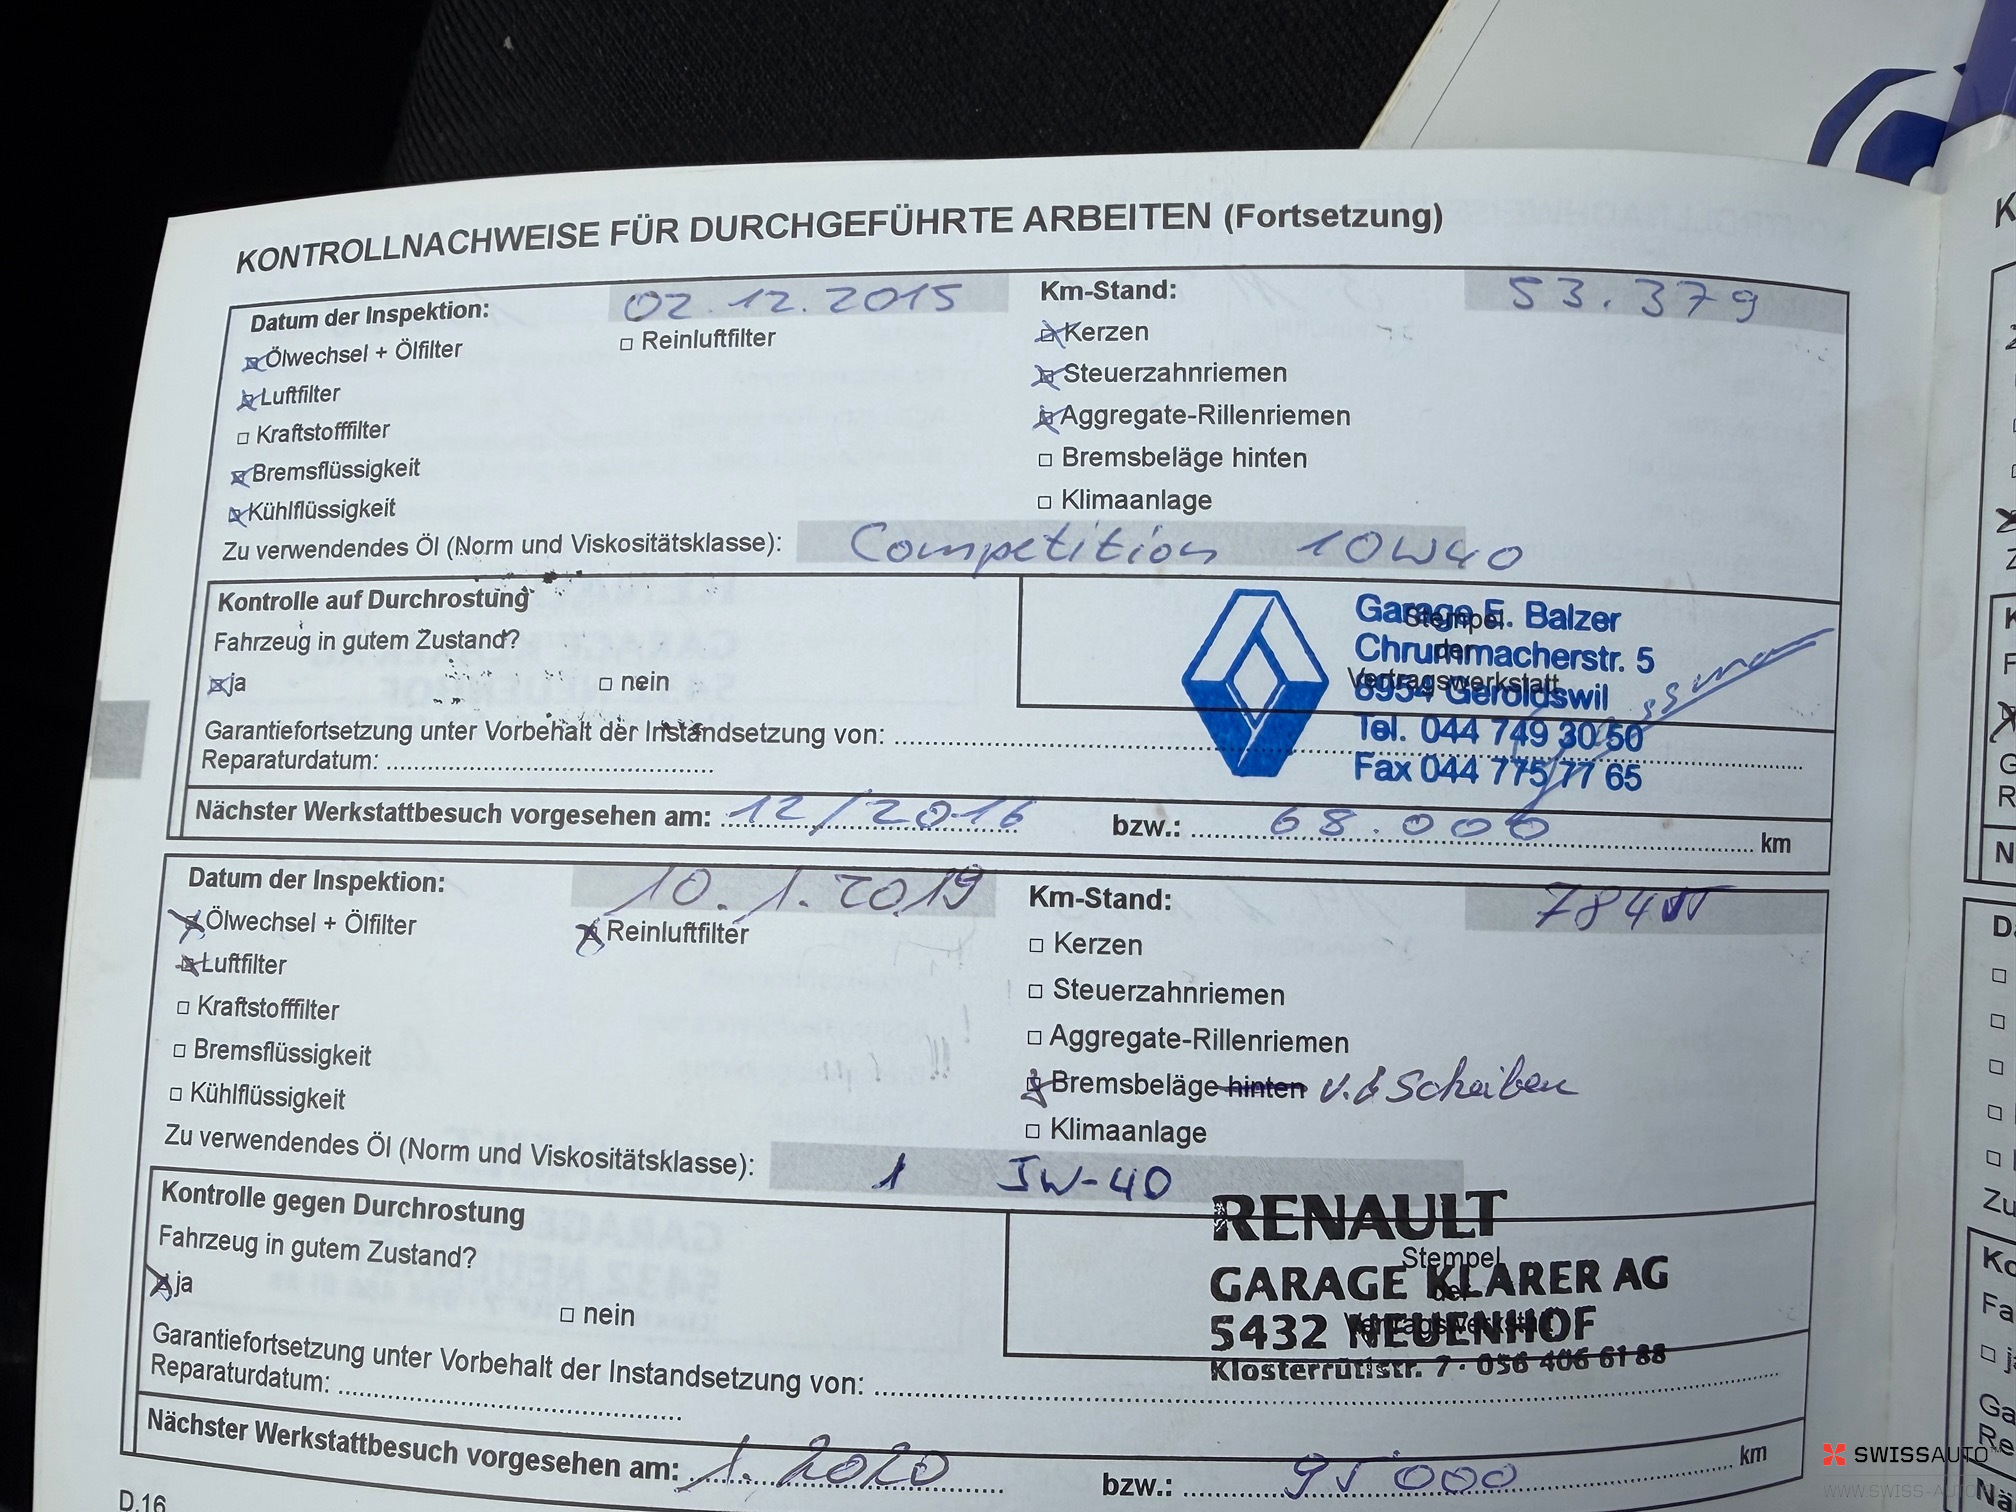 KONTROLLNACHWEISE FÜR DURCHGEFÜHRTE ARBEITEN (Fortsetzung)
Datum der Inspektion: 02.12.2015 Km-Stand: 53.379
Ölwechsel + Ölfilter Reinluftfilter Kerzen
Luftfilter Steuerzahnriemen
Kraftstofffilter Aggregate-Rillenriemen
Bremsflüssigkeit Bremsbeläge hinten
Kühlflüssigkeit Klimaanlage
Zu verwendendes Öl (Norm und Viskositätsklasse): Competition 10W40
Kontrolle auf Durchrostung
Fahrzeug in gutem Zustand?
ja nein
Stempel
der
Vertragswerkstatt
Garage E. Balzer
Chrummacherstr. 5
8954 Geroldswil
Tel. 044 749 30 50
Fax 044 775 77 65
Garantiefortsetzung unter Vorbehalt der Instandsetzung von:
Reparaturdatum:
Nächster Werkstattbesuch vorgesehen am: 12/2016 bzw.: 68.000 km
Datum der Inspektion: 10.1.2019 Km-Stand:
Ölwechsel + Ölfilter Reinluftfilter Kerzen
Luftfilter Steuerzahnriemen
Kraftstofffilter Aggregate-Rillenriemen
Bremsflüssigkeit Bremsbeläge hinten v. & Scheiben
Kühlflüssigkeit Klimaanlage
Zu verwendendes Öl (Norm und Viskositätsklasse): 5W-40
Kontrolle gegen Durchrostung
Fahrzeug in gutem Zustand?
ja nein
Stempel
der
Vertragswerkstatt
RENAULT
GARAGE KLARER AG
5432 NEUENHOF
Klosterrütistr. 7 · 056 406 61 88
Garantiefortsetzung unter Vorbehalt der Instandsetzung von:
Reparaturdatum:
Nächster Werkstattbesuch vorgesehen am: 1.2020 bzw.: 95000 km
D.16
SWISSAUTO